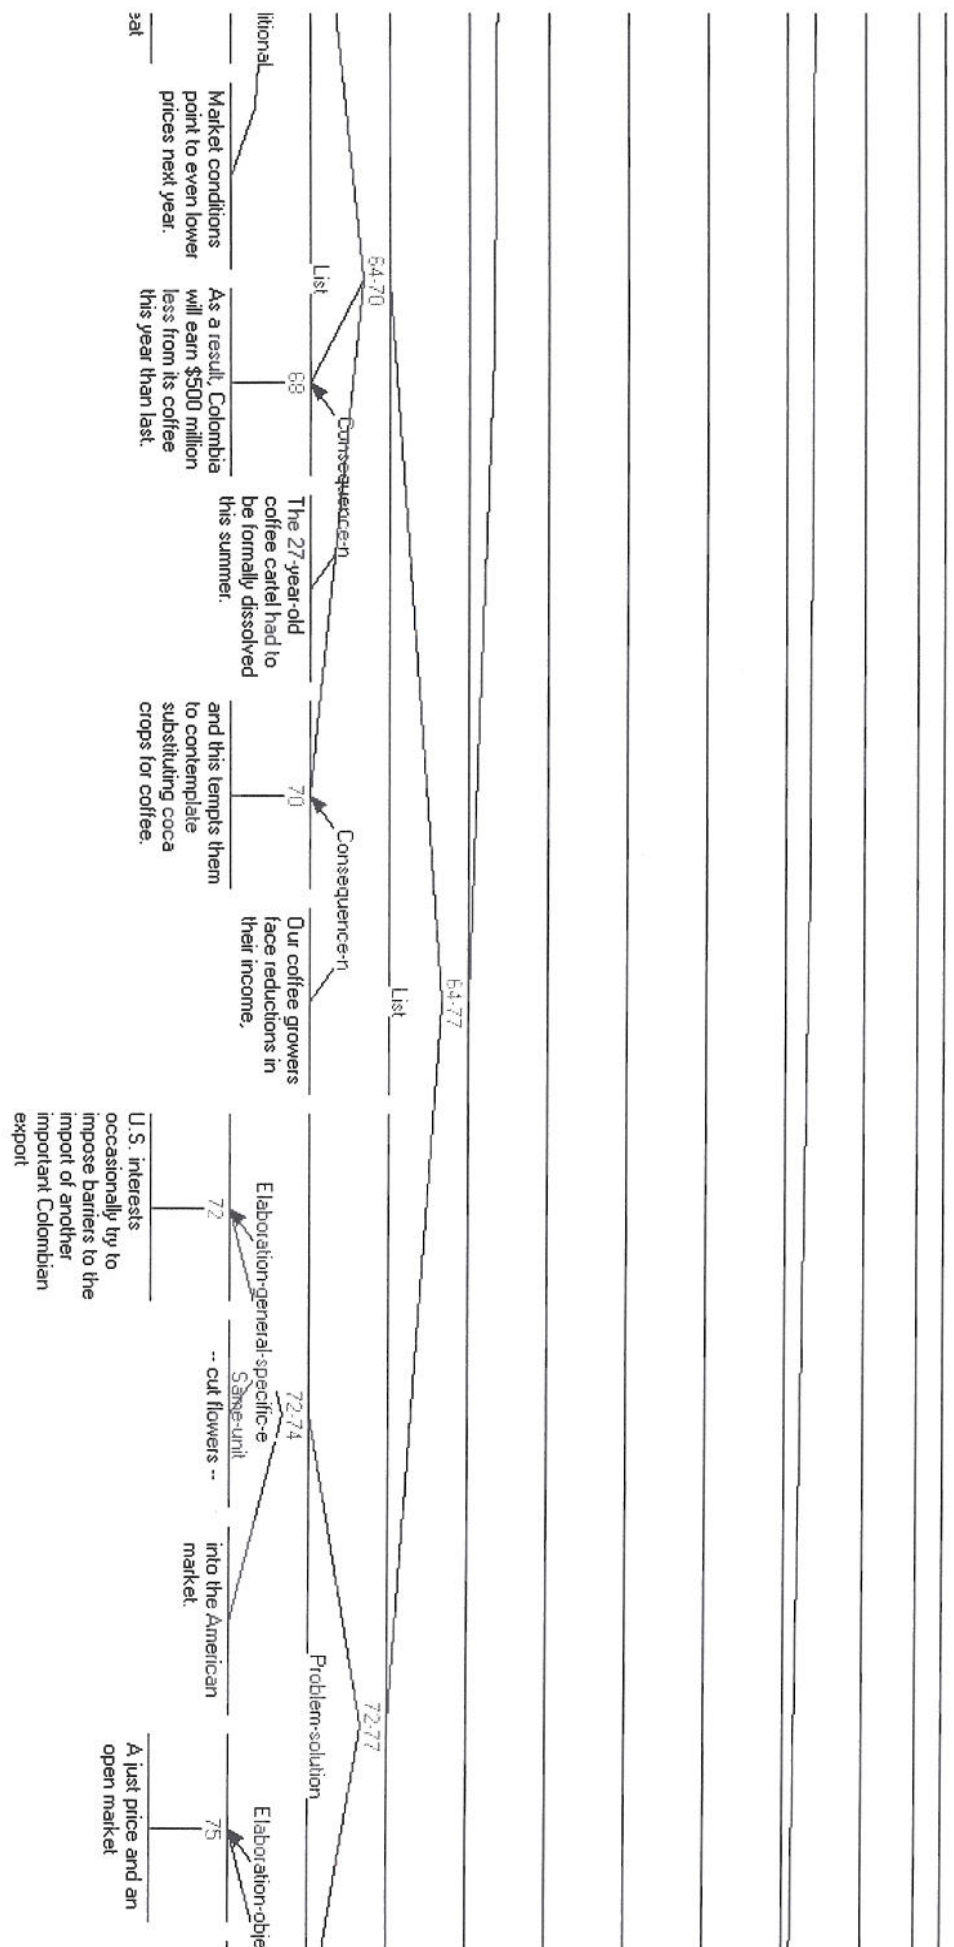 64-77
64-70
List
72-77
List
68
Consequence-n
70
Consequence-n
72-74
Problem-solution
Elaboration-general-specific-e
Same-unit
72
75
Market conditions
point to even lower
prices next year.
As a result, Colombia
will earn $500 million
less from its coffee
this year than last.
The 27-year-old
coffee cartel had to
be formally dissolved
this summer.
and this tempts them
to contemplate
substituting coca
crops for coffee.
Our coffee growers
face reductions in
their income,
U.S. interests
occasionally try to
impose barriers to the
import of another
important Colombian
export
-- cut flowers --
into the American
market.
A just price and an
open market
Elaboration-obje
litional
eat